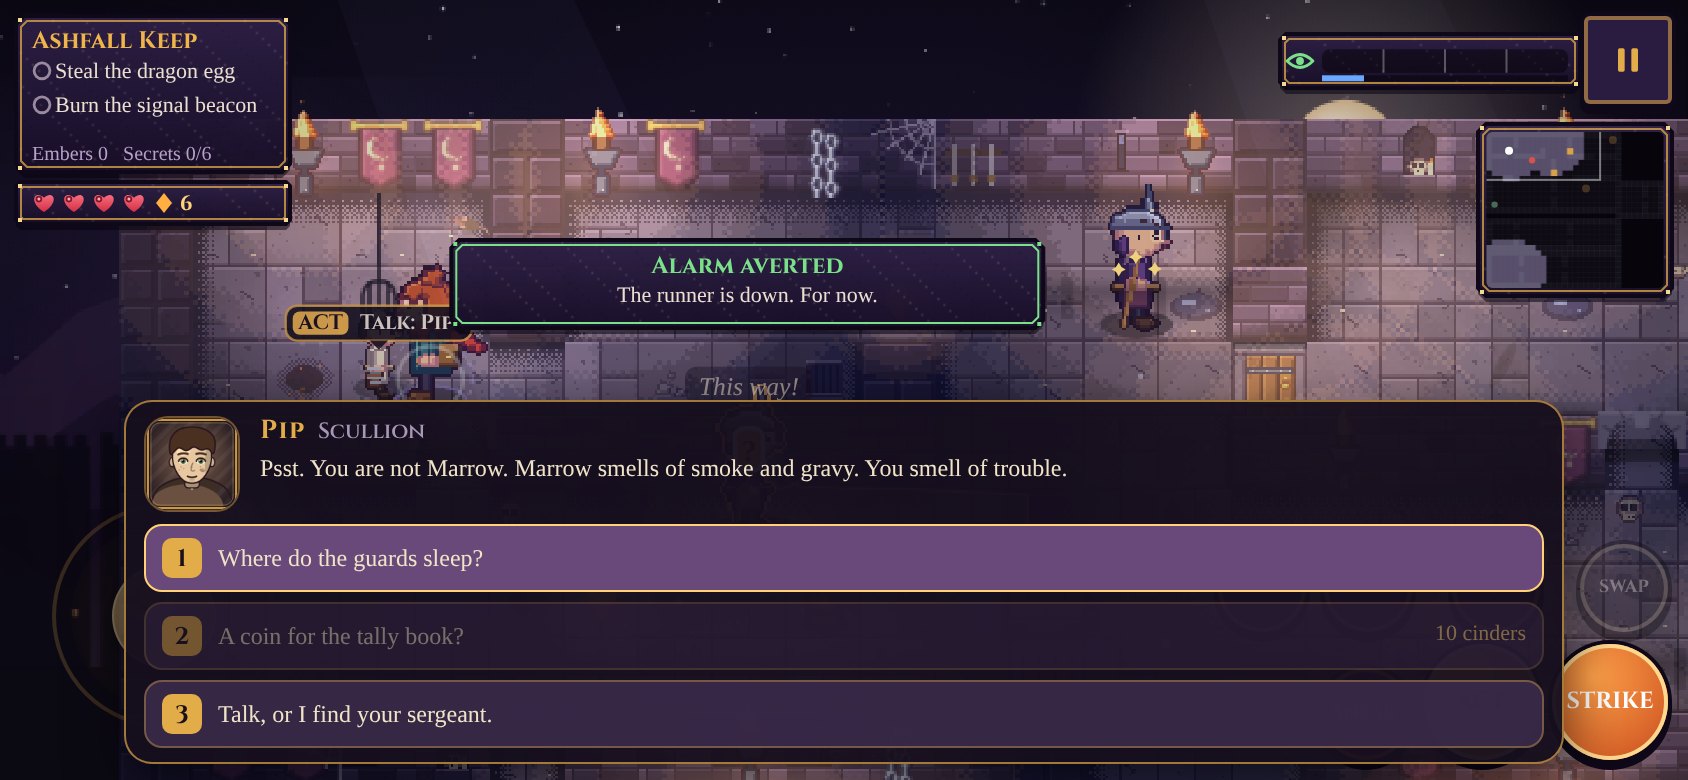 Ashfall Keep
Steal the dragon egg
Burn the signal beacon
Embers 0 Secrets 0/6
6
Alarm averted
The runner is down. For now.
ACT Talk: Pip
This way!
Pip Scullion
Psst. You are not Marrow. Marrow smells of smoke and gravy. You smell of trouble.
1 Where do the guards sleep?
2 A coin for the tally book? 10 cinders
3 Talk, or I find your sergeant.
SWAP
STRIKE